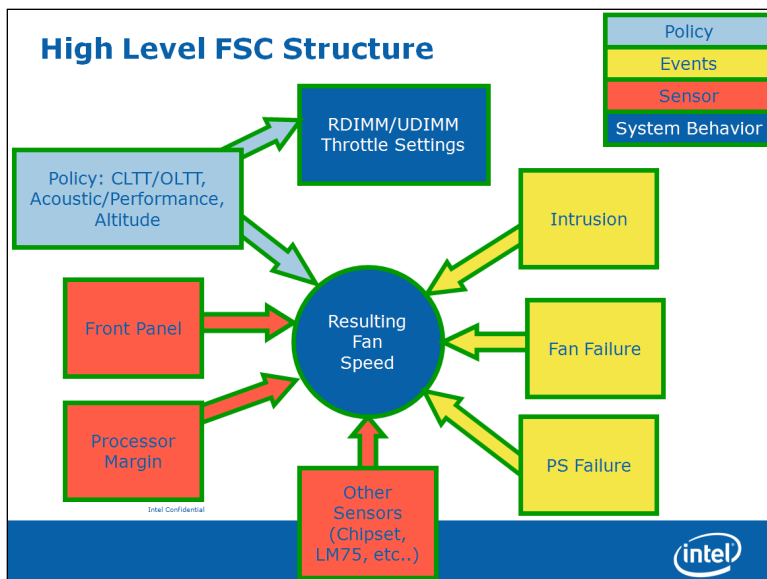 High Level FSC Structure
Policy
Events
Sensor
System Behavior
RDIMM/UDIMM
Throttle Settings
Policy: CLTT/OLTT,
Acoustic/Performance,
Altitude
Intrusion
Front Panel
Resulting
Fan
Speed
Fan Failure
Processor
Margin
PS Failure
Other
Sensors
(Chipset,
LM75, etc..)
Intel Confidential
intel